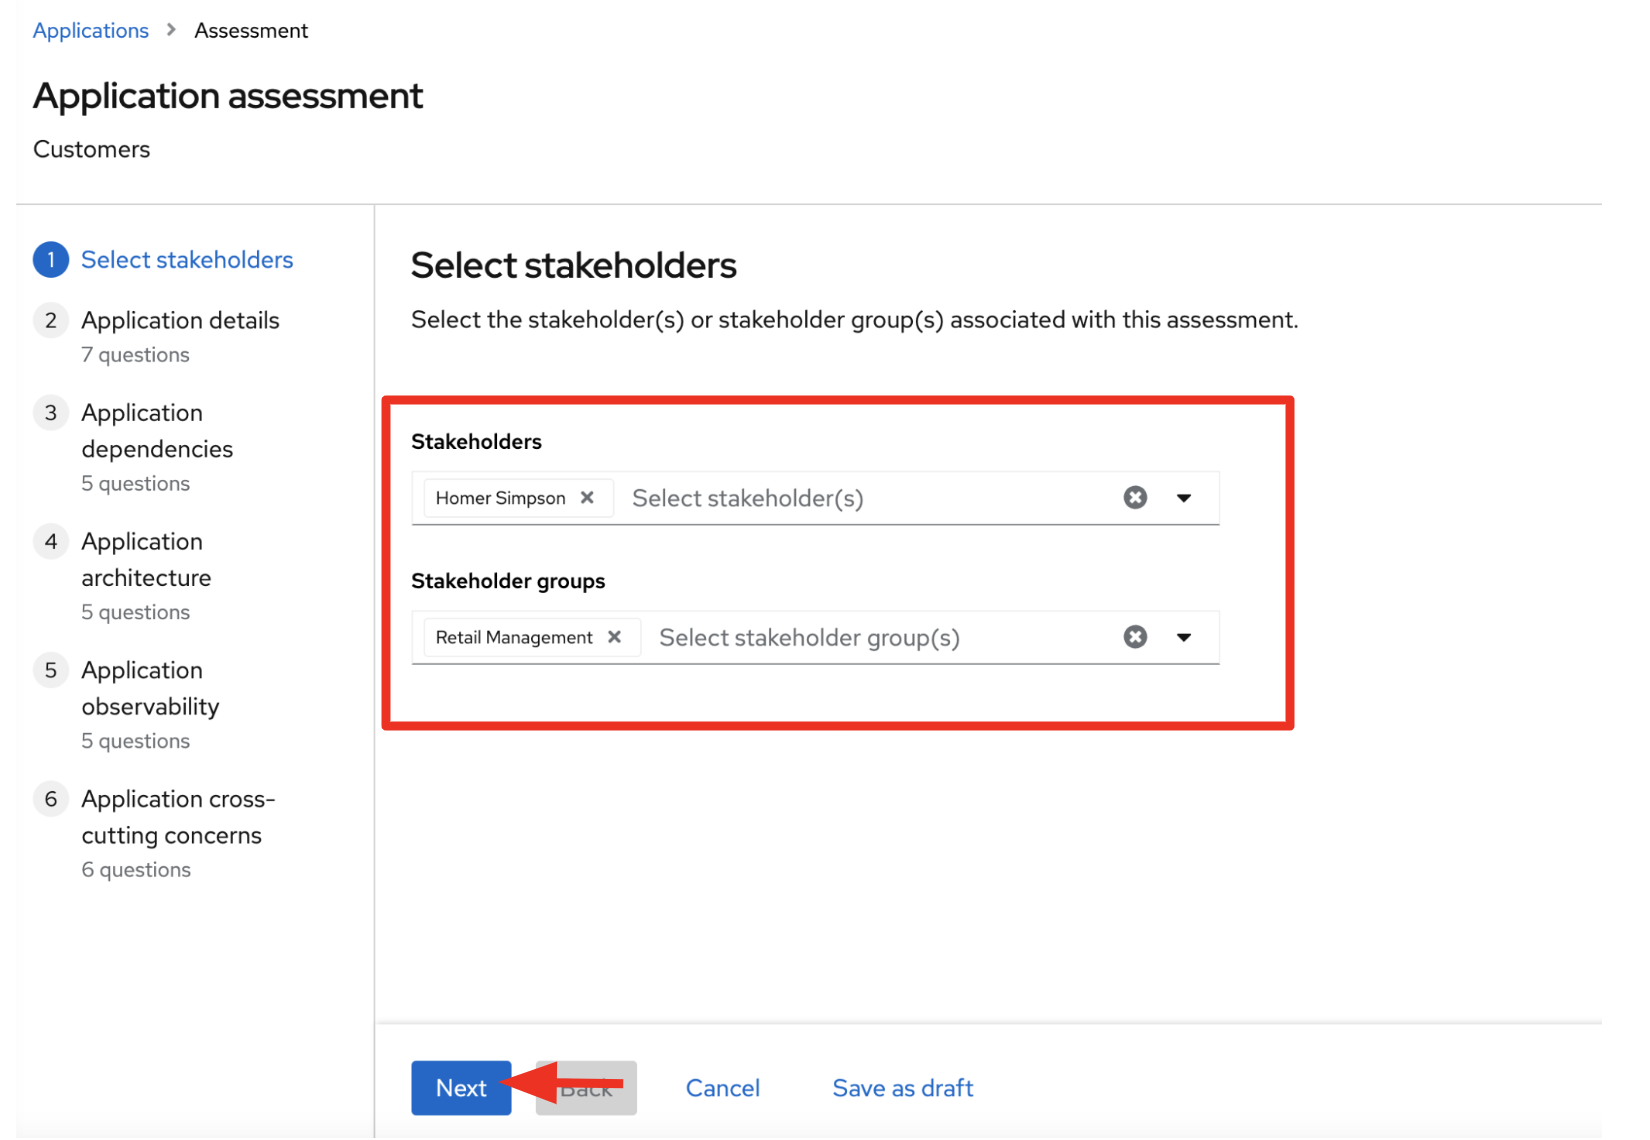 Applications > Assessment
Application assessment
Customers
1 Select stakeholders
2 Application details
7 questions
3 Application
dependencies
5 questions
4 Application
architecture
5 questions
5 Application
observability
5 questions
6 Application cross-
cutting concerns
6 questions
Select stakeholders
Select the stakeholder(s) or stakeholder group(s) associated with this assessment.
Stakeholders
Homer Simpson Select stakeholder(s)
Stakeholder groups
Retail Management Select stakeholder group(s)
Next Back Cancel Save as draft